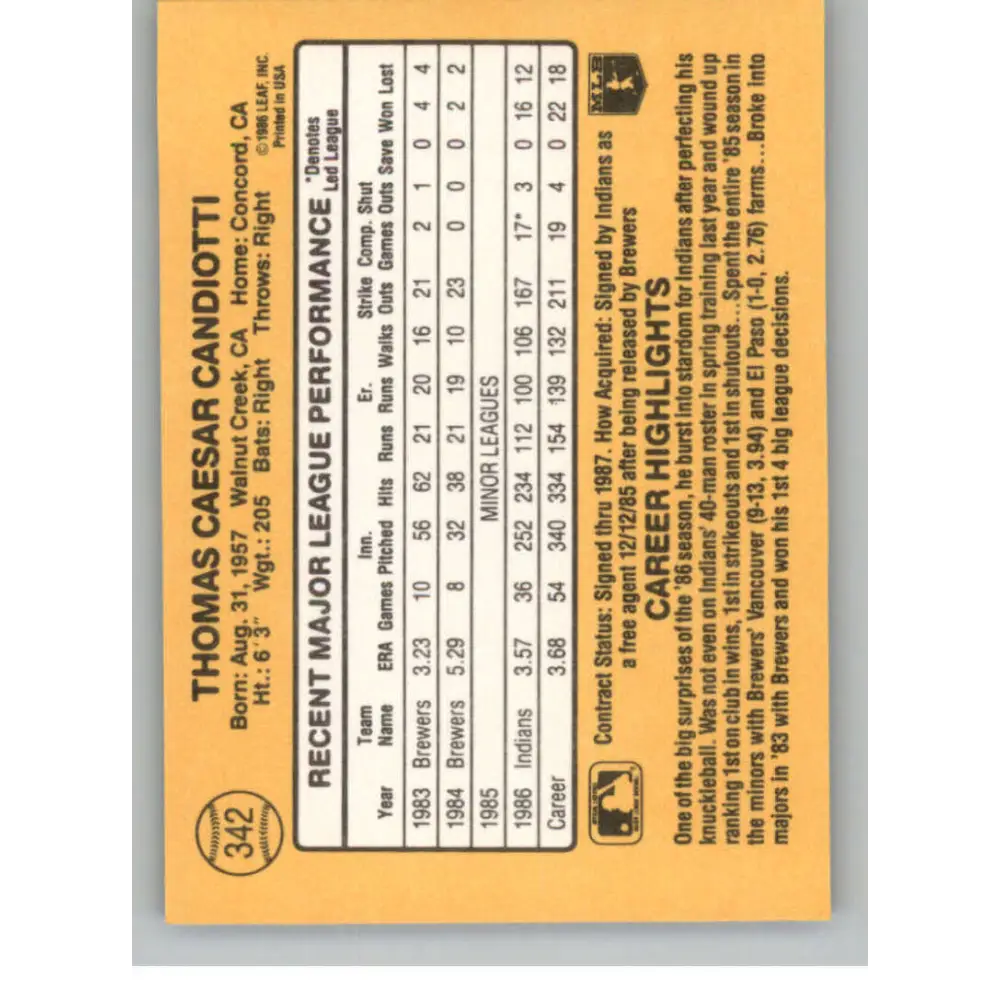 342
THOMAS CAESAR CANDIOTTI
Born: Aug. 31, 1957 Walnut Creek, CA Home: Concord, CA
Ht.: 6'3" Wgt.: 205 Bats: Right Throws: Right
© 1986 LEAF, INC.
Printed in USA
RECENT MAJOR LEAGUE PERFORMANCE *Denotes Led League
Year Team Name ERA Games Inn. Pitched Hits Runs Er. Runs Walks Strike Outs Comp. Games Shut Outs Save Won Lost
1983 Brewers 3.23 10 56 62 21 20 16 21 2 1 0 4 4
1984 Brewers 5.29 8 32 38 21 19 10 23 0 0 0 2 2
1985 MINOR LEAGUES
1986 Indians 3.57 36 252 234 112 100 106 167 17* 3 0 16 12
Career 3.68 54 340 334 154 139 132 211 19 4 0 22 18
Contract Status: Signed thru 1987. How Acquired: Signed by Indians as
a free agent 12/12/85 after being released by Brewers
MLB
CAREER HIGHLIGHTS
One of the big surprises of the '86 season, he burst into stardom for Indians after perfecting his
knuckleball. Was not even on Indians' 40-man roster in spring training last year and wound up
ranking 1st on club in wins, 1st in strikeouts and 1st in shutouts...Spent the entire '85 season in
the minors with Brewers' Vancouver (9-13, 3.94) and El Paso (1-0, 2.76) farms...Broke into
majors in '83 with Brewers and won his 1st 4 big league decisions.